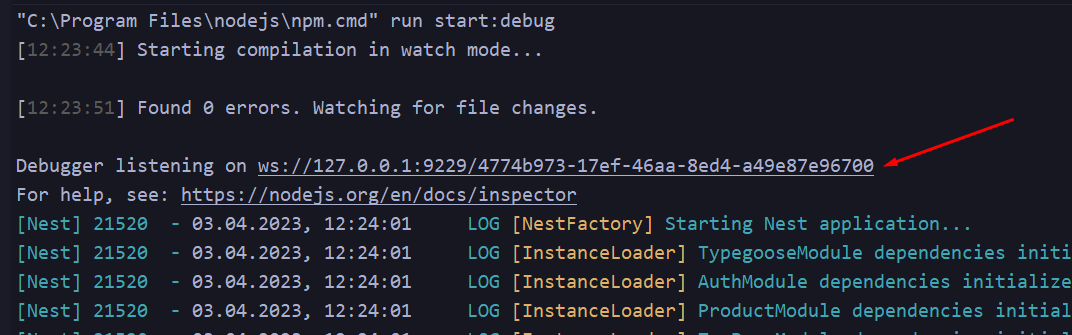 "C:\Program Files\nodejs\npm.cmd" run start:debug
[12:23:44] Starting compilation in watch mode...
[12:23:51] Found 0 errors. Watching for file changes.
Debugger listening on ws://127.0.0.1:9229/4774b973-17ef-46aa-8ed4-a49e87e96700
For help, see: https://nodejs.org/en/docs/inspector
[Nest] 21520  - 03.04.2023, 12:24:01     LOG [NestFactory] Starting Nest application...
[Nest] 21520  - 03.04.2023, 12:24:01     LOG [InstanceLoader] TypegooseModule dependencies initi
[Nest] 21520  - 03.04.2023, 12:24:01     LOG [InstanceLoader] AuthModule dependencies initialize
[Nest] 21520  - 03.04.2023, 12:24:01     LOG [InstanceLoader] ProductModule dependencies initial